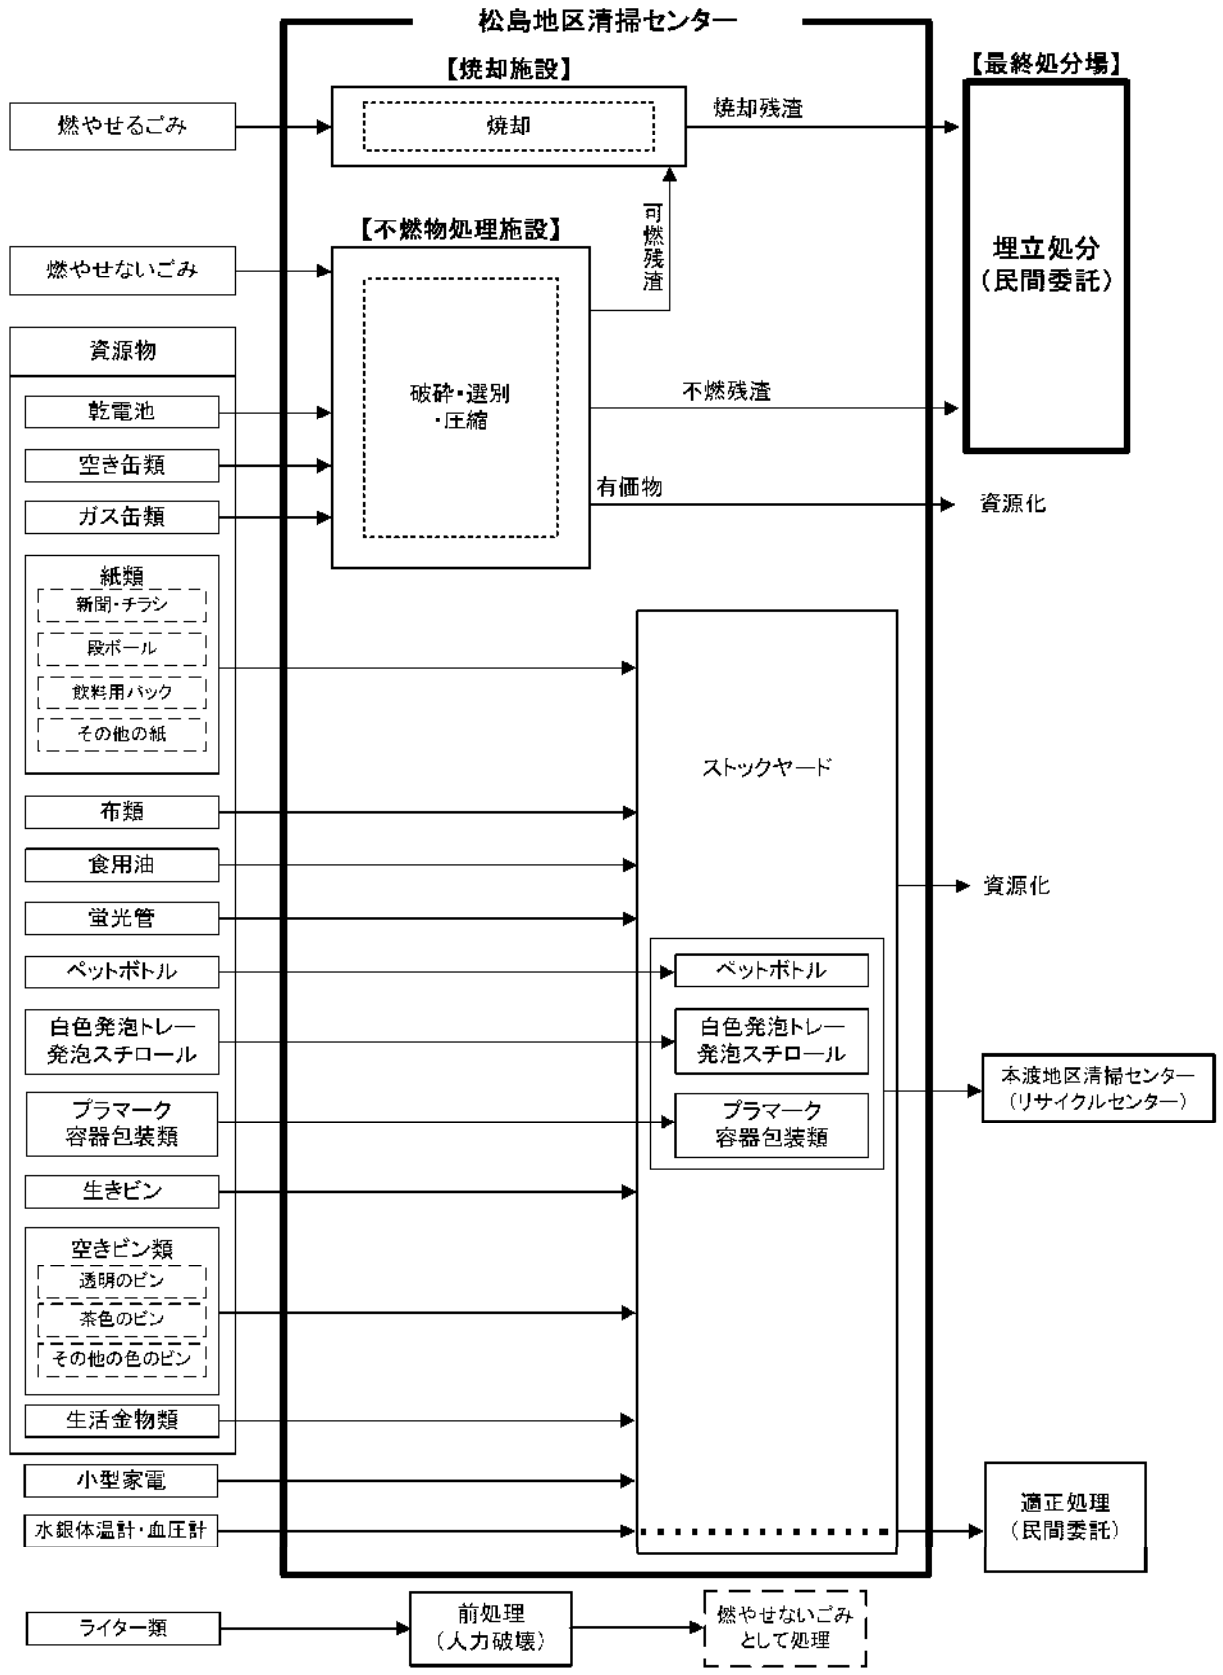 松島地区清掃センター
【焼却施設】
【最終処分場】
燃やせるごみ
焼却
焼却残渣
可燃残渣
【不燃物処理施設】
燃やせないごみ
埋立処分
（民間委託）
資源物
破砕・選別
・圧縮
不燃残渣
乾電池
空き缶類
有価物
資源化
ガス缶類
紙類
新聞・チラシ
段ボール
飲料用パック
その他の紙
ストックヤード
布類
食用油
資源化
蛍光管
ペットボトル
ペットボトル
白色発泡トレー
発泡スチロール
白色発泡トレー
発泡スチロール
本渡地区清掃センター
（リサイクルセンター）
プラマーク
容器包装類
プラマーク
容器包装類
生きビン
空きビン類
透明のビン
茶色のビン
その他の色のビン
生活金物類
小型家電
水銀体温計・血圧計
適正処理
（民間委託）
ライター類
前処理
（人力破壊）
燃やせないごみ
として処理